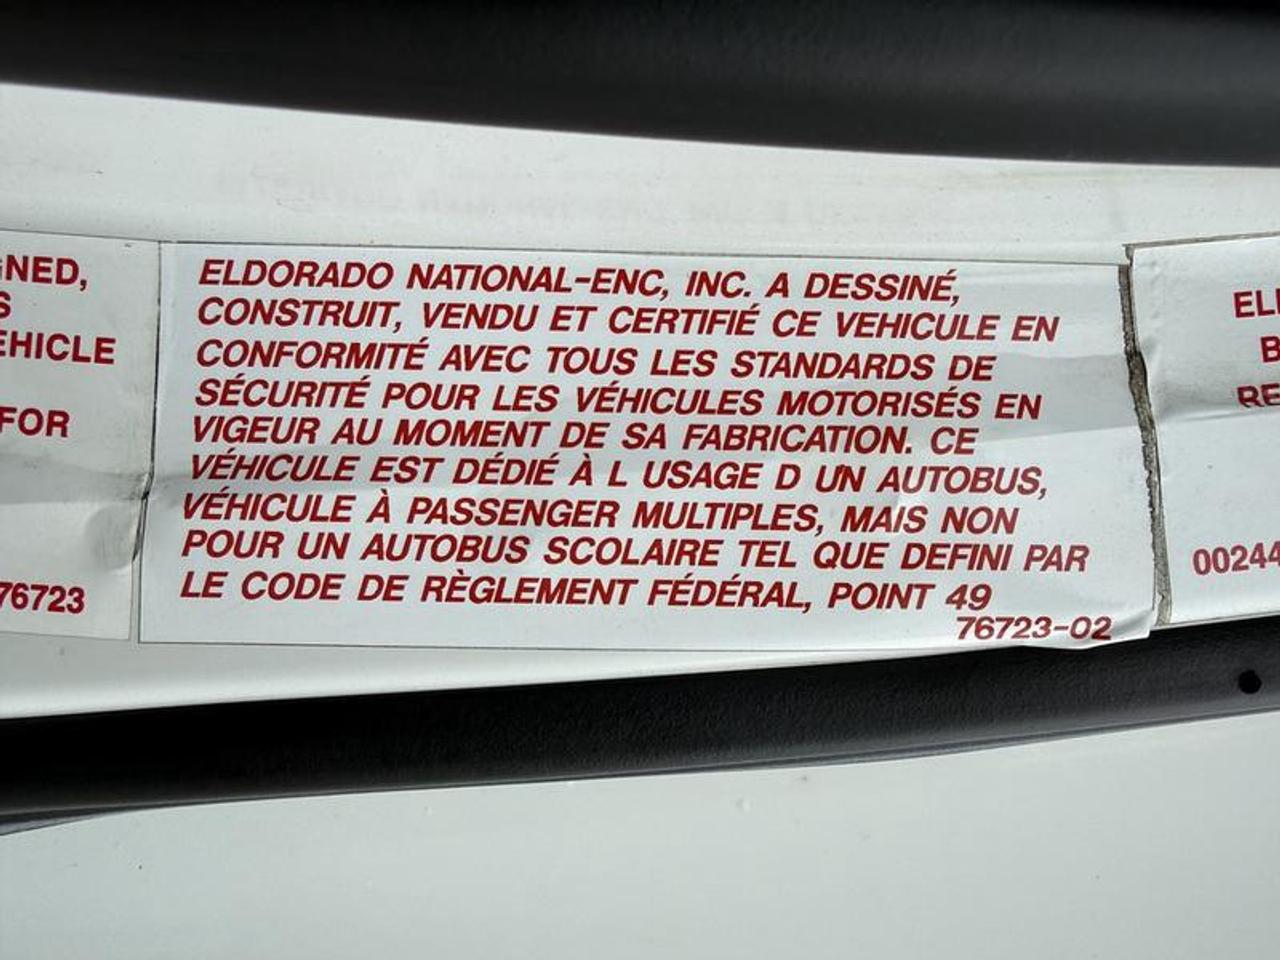 GNED,
S
EHICLE
FOR
76723
ELDORADO NATIONAL-ENC, INC. A DESSINÉ,
CONSTRUIT, VENDU ET CERTIFIÉ CE VEHICULE EN
CONFORMITÉ AVEC TOUS LES STANDARDS DE
SÉCURITÉ POUR LES VÉHICULES MOTORISÉS EN
VIGEUR AU MOMENT DE SA FABRICATION. CE
VÉHICULE EST DÉDIÉ À L USAGE D UN AUTOBUS,
VÉHICULE À PASSENGER MULTIPLES, MAIS NON
POUR UN AUTOBUS SCOLAIRE TEL QUE DEFINI PAR
LE CODE DE RÈGLEMENT FÉDÉRAL, POINT 49
76723-02
EL
B
RE
00244